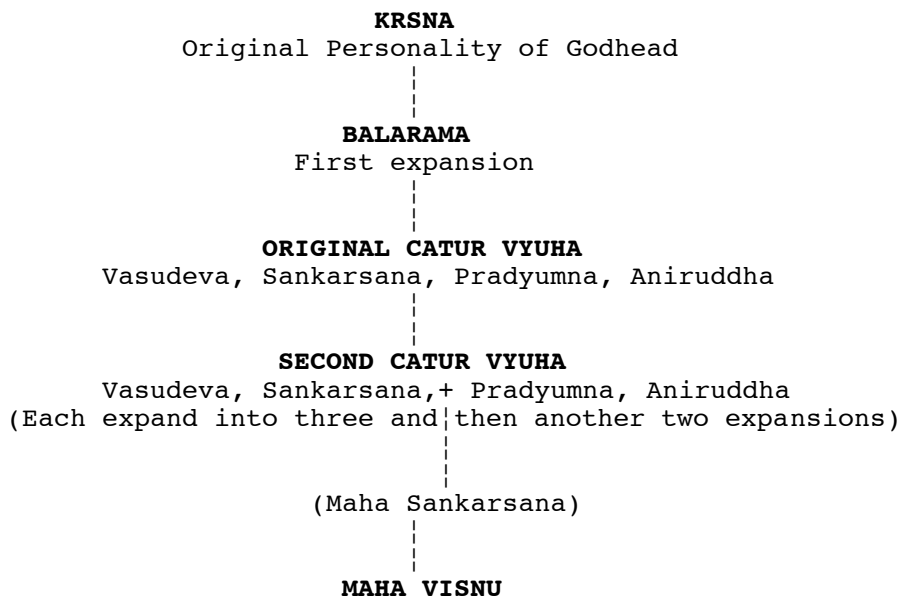 KRSNA
Original Personality of Godhead
BALARAMA
First expansion
ORIGINAL CATUR VYUHA
Vasudeva, Sankarsana, Pradyumna, Aniruddha
SECOND CATUR VYUHA
Vasudeva, Sankarsana,+ Pradyumna, Aniruddha
(Each expand into three and¦then another two expansions)
(Maha Sankarsana)
MAHA VISNU